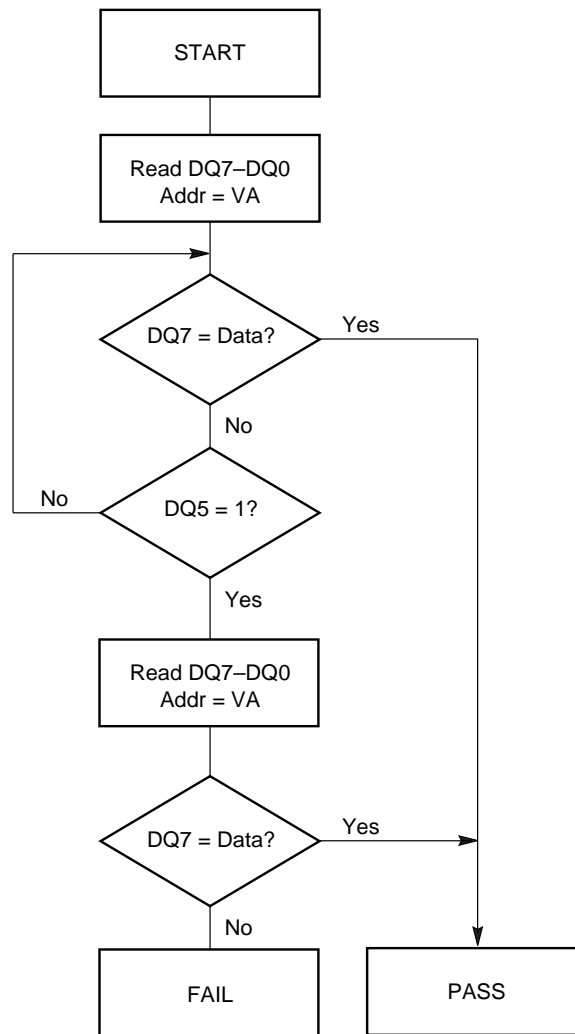 START
Read DQ7–DQ0
Addr = VA
DQ7 = Data?
Yes
No
No
DQ5 = 1?
Yes
Read DQ7–DQ0
Addr = VA
DQ7 = Data?
Yes
No
FAIL
PASS